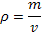 ρ = m/v